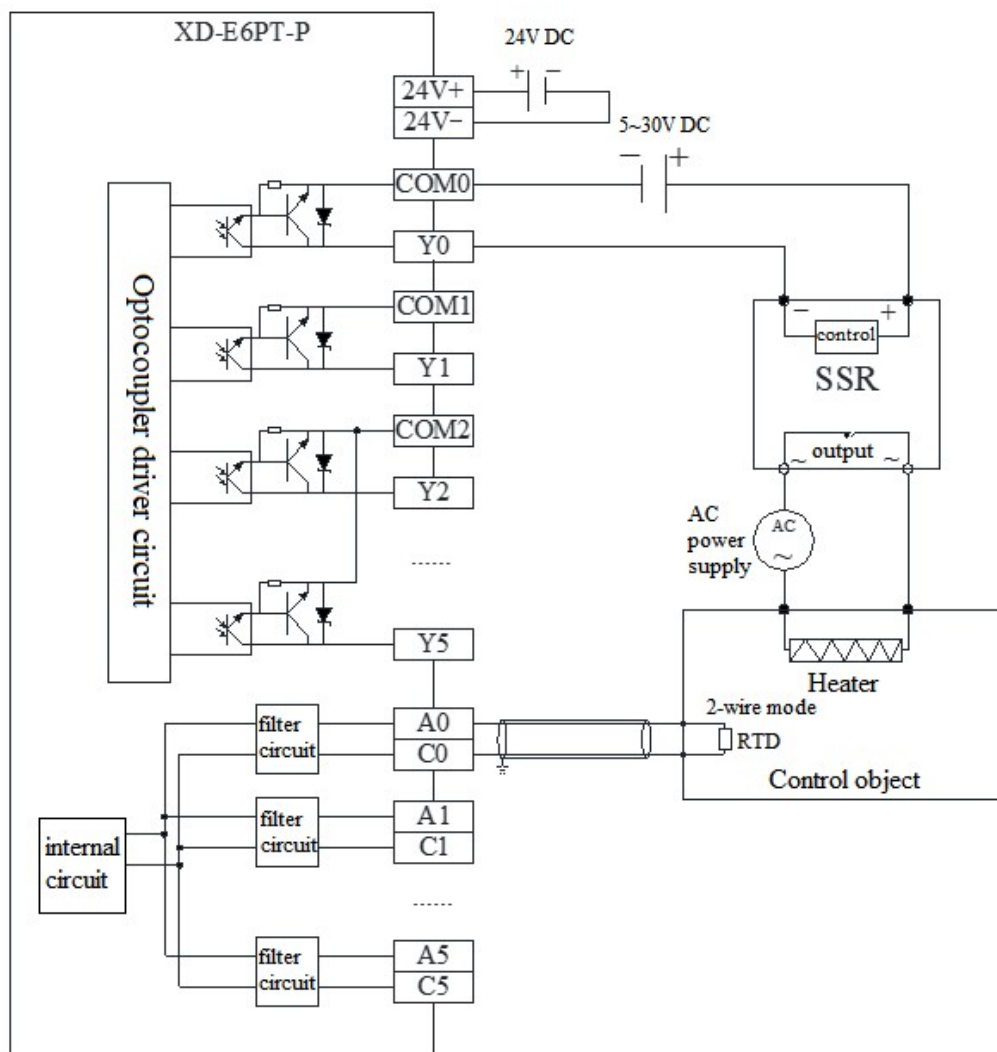 XD-E6PT-P
24V DC
+ −
24V+
24V−
5~30V DC
− +
COM0
Y0
COM1
Y1
COM2
Y2
......
Y5
Optocoupler driver circuit
− +
control
SSR
output
~ ~
AC
power
supply
AC
~
Heater
2-wire mode
RTD
Control object
filter
circuit
A0
C0
filter
circuit
A1
C1
......
filter
circuit
A5
C5
internal
circuit